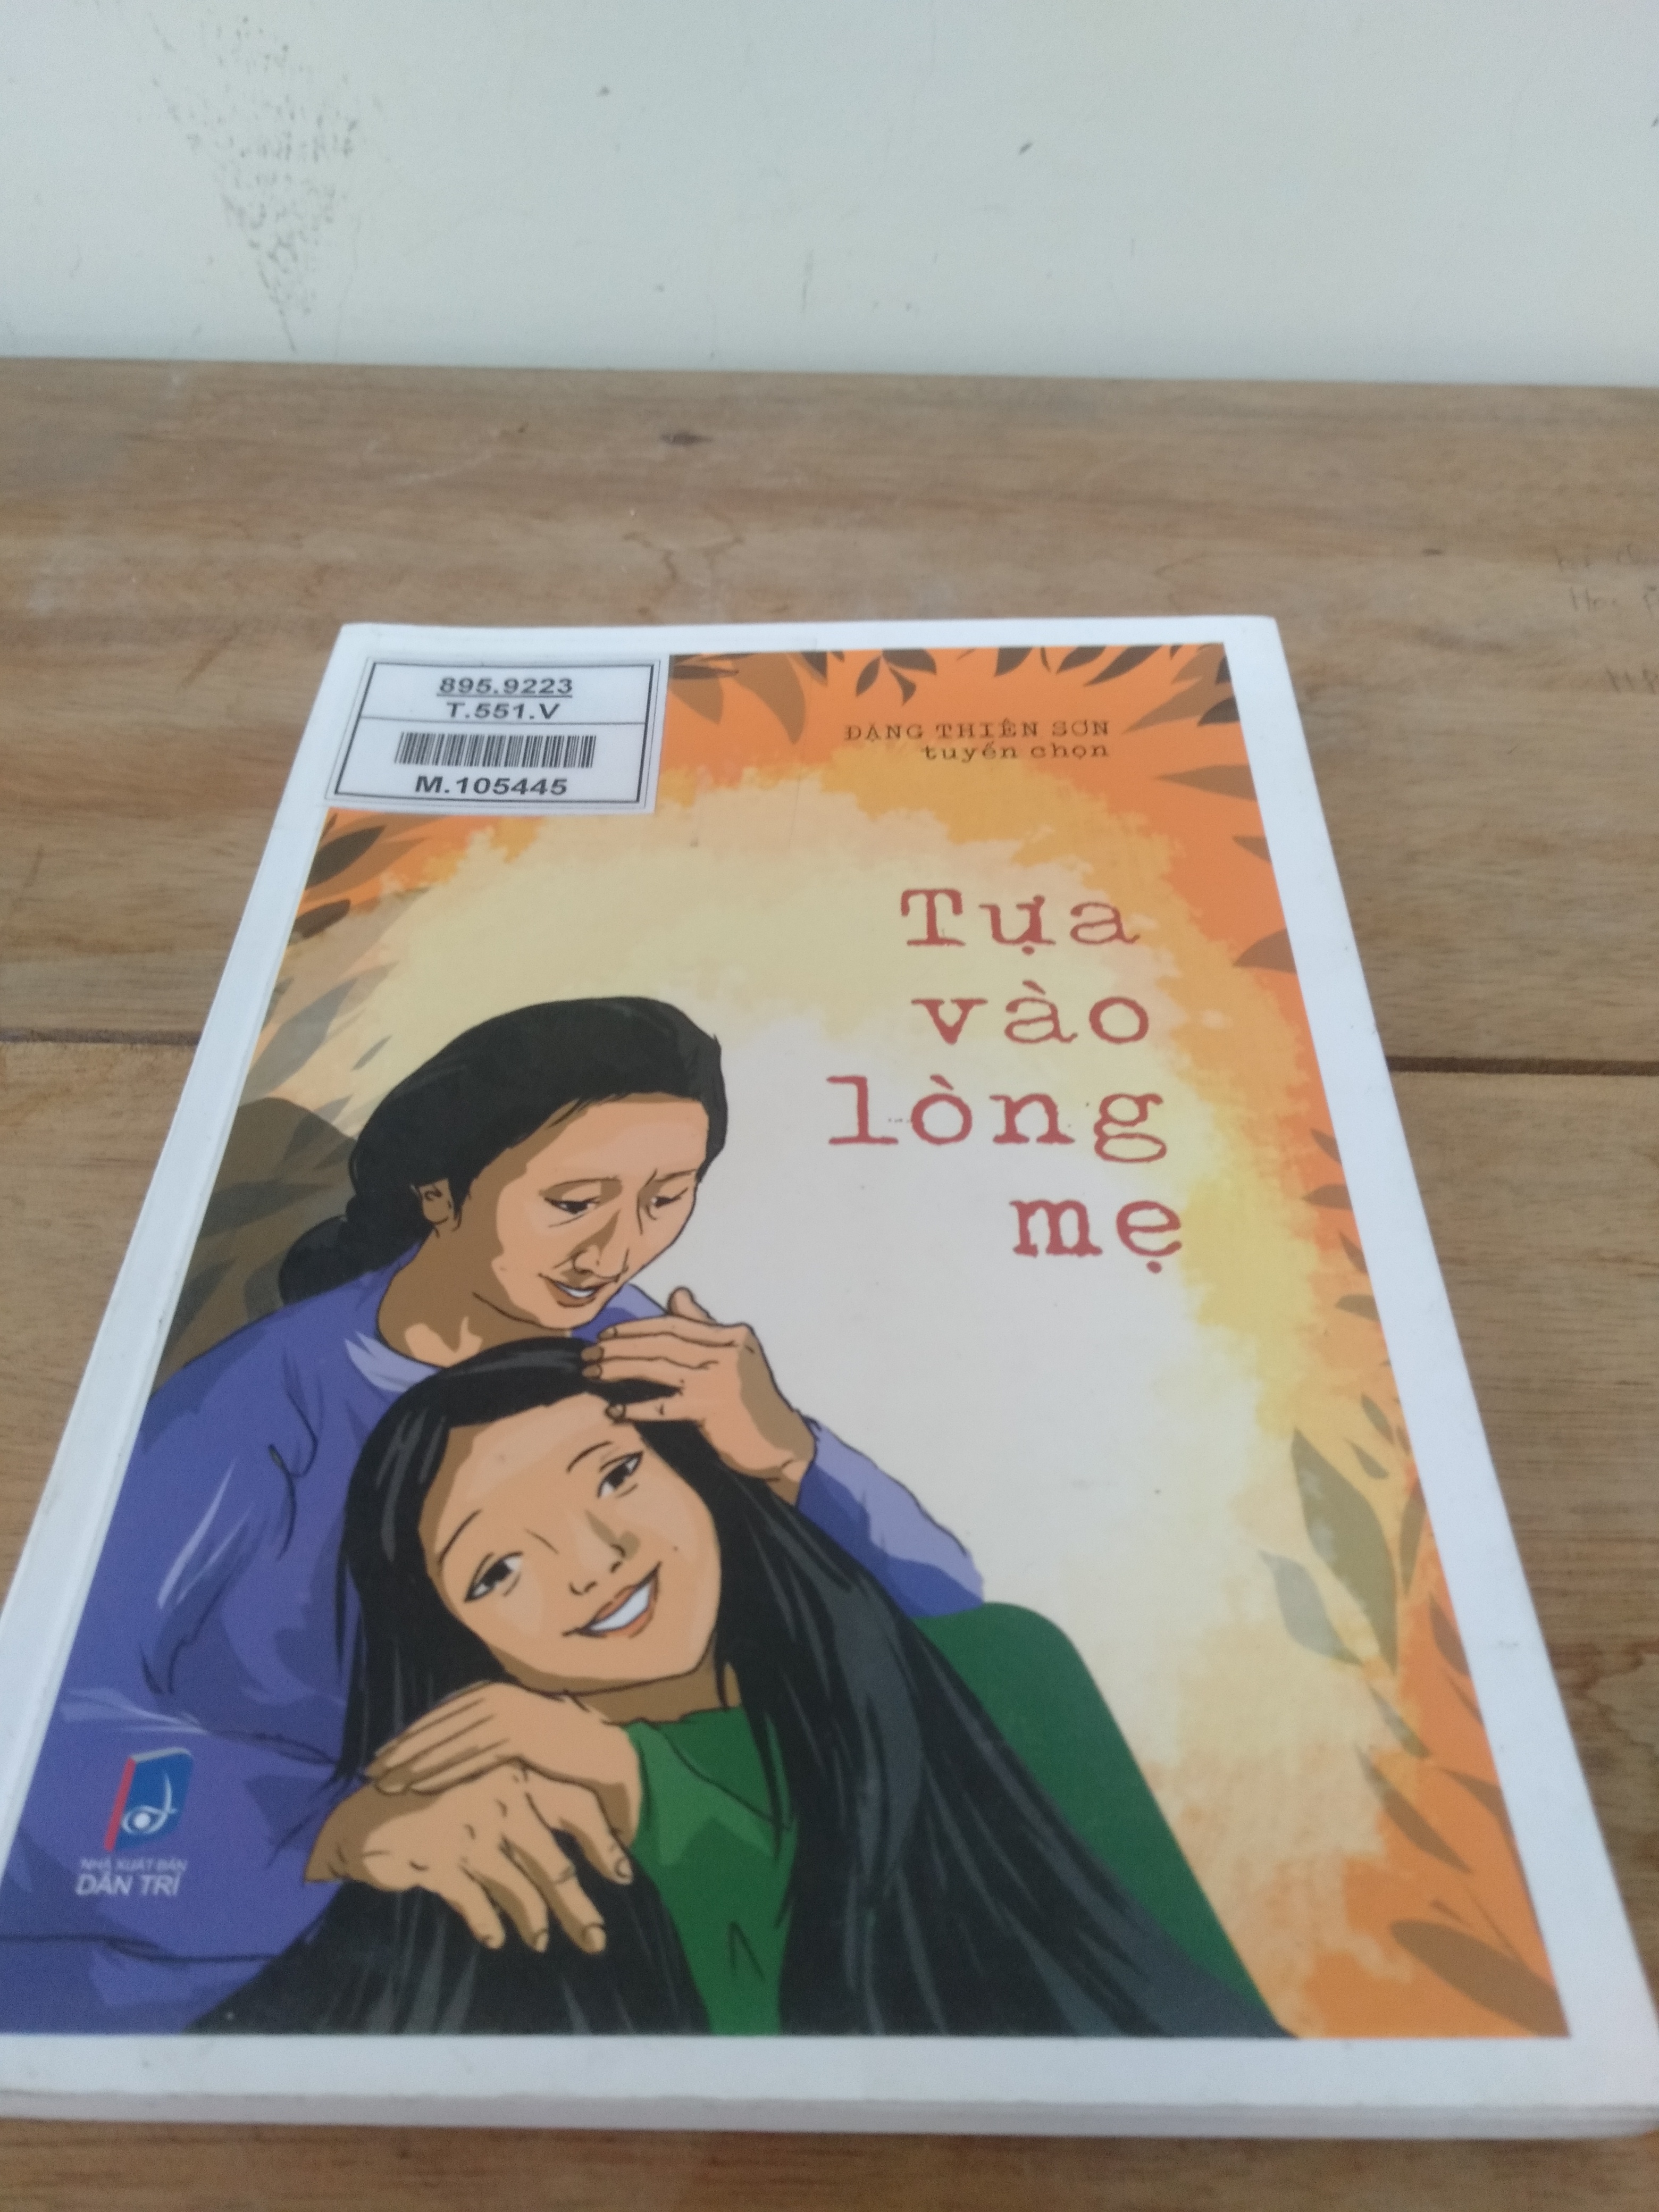 895.9223
T.551.V
M.105445
ĐẶNG THIÊN SƠN
tuyển chọn
Tựa
vào
lòng
mẹ
NHÀ XUẤT BẢN
DÂN TRÍ